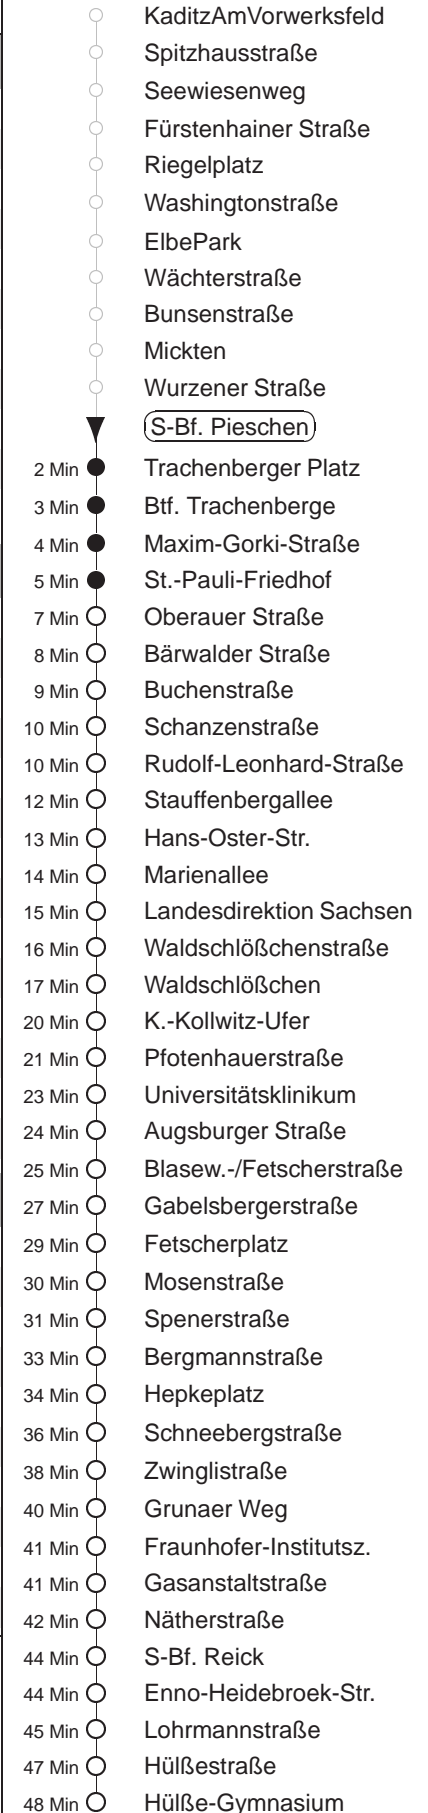 KaditzAmVorwerksfeld
Spitzhausstraße
Seewiesenweg
Fürstenhainer Straße
Riegelplatz
Washingtonstraße
ElbePark
Wächterstraße
Bunsenstraße
Mickten
Wurzener Straße
S-Bf. Pieschen
2 Min Trachenberger Platz
3 Min Btf. Trachenberge
4 Min Maxim-Gorki-Straße
5 Min St.-Pauli-Friedhof
7 Min Oberauer Straße
8 Min Bärwalder Straße
9 Min Buchenstraße
10 Min Schanzenstraße
10 Min Rudolf-Leonhard-Straße
12 Min Stauffenbergallee
13 Min Hans-Oster-Str.
14 Min Marienallee
15 Min Landesdirektion Sachsen
16 Min Waldschlößchenstraße
17 Min Waldschlößchen
20 Min K.-Kollwitz-Ufer
21 Min Pfotenhauerstraße
23 Min Universitätsklinikum
24 Min Augsburger Straße
25 Min Blasew.-/Fetscherstraße
27 Min Gabelsbergerstraße
29 Min Fetscherplatz
30 Min Mosenstraße
31 Min Spenerstraße
33 Min Bergmannstraße
34 Min Hepkeplatz
36 Min Schneebergstraße
38 Min Zwinglistraße
40 Min Grunaer Weg
41 Min Fraunhofer-Institutsz.
41 Min Gasanstaltstraße
42 Min Nätherstraße
44 Min S-Bf. Reick
44 Min Enno-Heidebroek-Str.
45 Min Lohrmannstraße
47 Min Hülßestraße
48 Min Hülße-Gymnasium